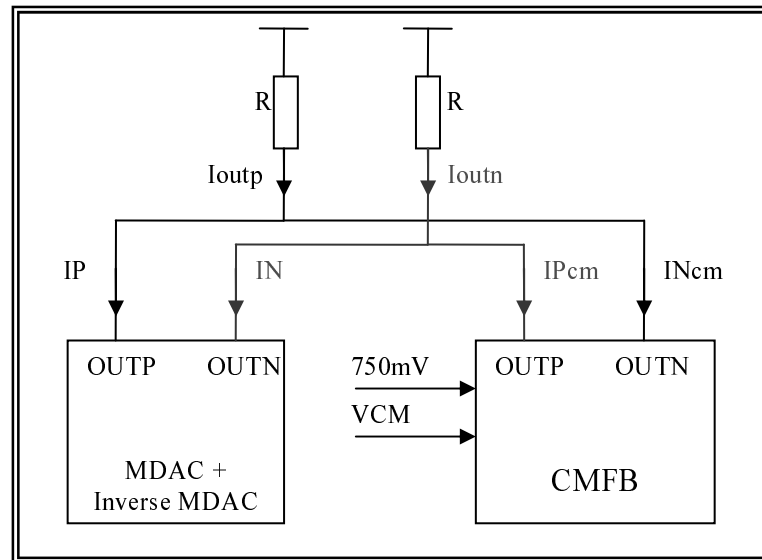 R R
Ioutp Ioutn
IP IN IPcm INcm
OUTP OUTN 750mV OUTP OUTN
VCM
MDAC +
Inverse MDAC
CMFB